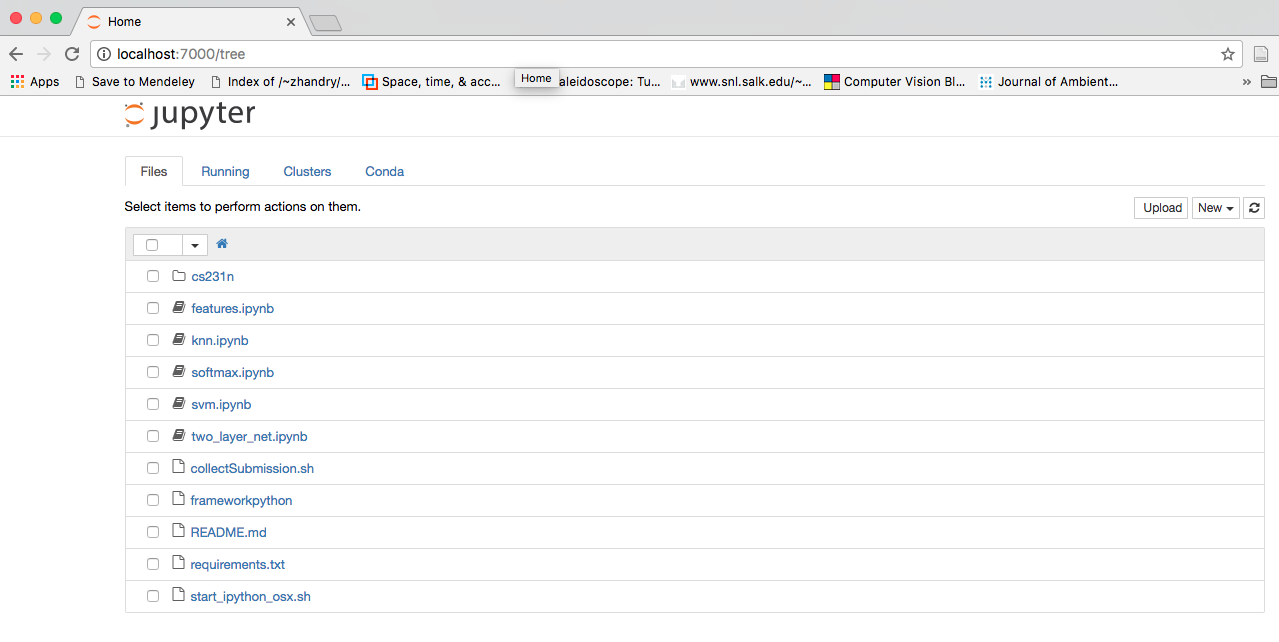 Home
localhost:7000/tree
Apps Save to Mendeley Index of /~zhandry/... Space, time, & acc... Home aleidoscope: Tu... www.snl.salk.edu/~... Computer Vision Bl... Journal of Ambient... »
jupyter
Files Running Clusters Conda
Select items to perform actions on them. Upload New
cs231n
features.ipynb
knn.ipynb
softmax.ipynb
svm.ipynb
two_layer_net.ipynb
collectSubmission.sh
frameworkpython
README.md
requirements.txt
start_ipython_osx.sh